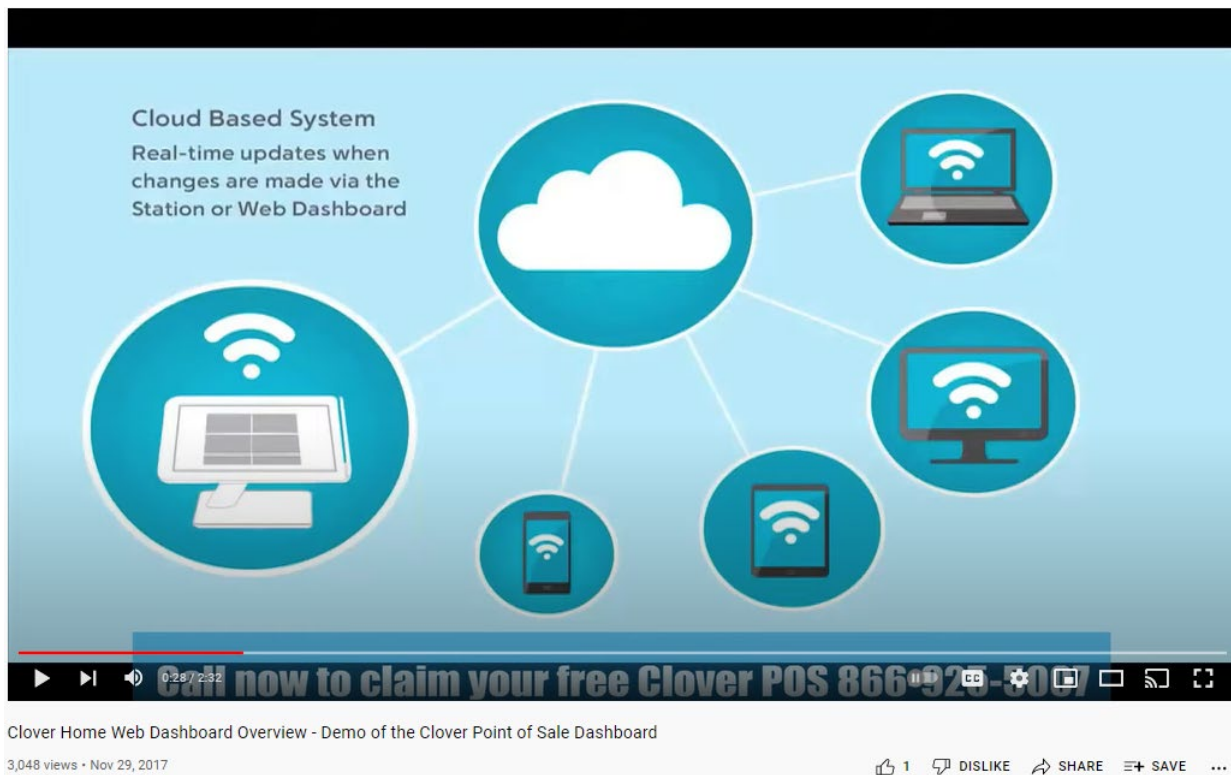 Cloud Based System
Real-time updates when
changes are made via the
Station or Web Dashboard
Call now to claim your free Clover POS
0:28 / 2:32
CC
Clover Home Web Dashboard Overview - Demo of the Clover Point of Sale Dashboard
3,048 views • Nov 29, 2017
1 DISLIKE SHARE SAVE ...